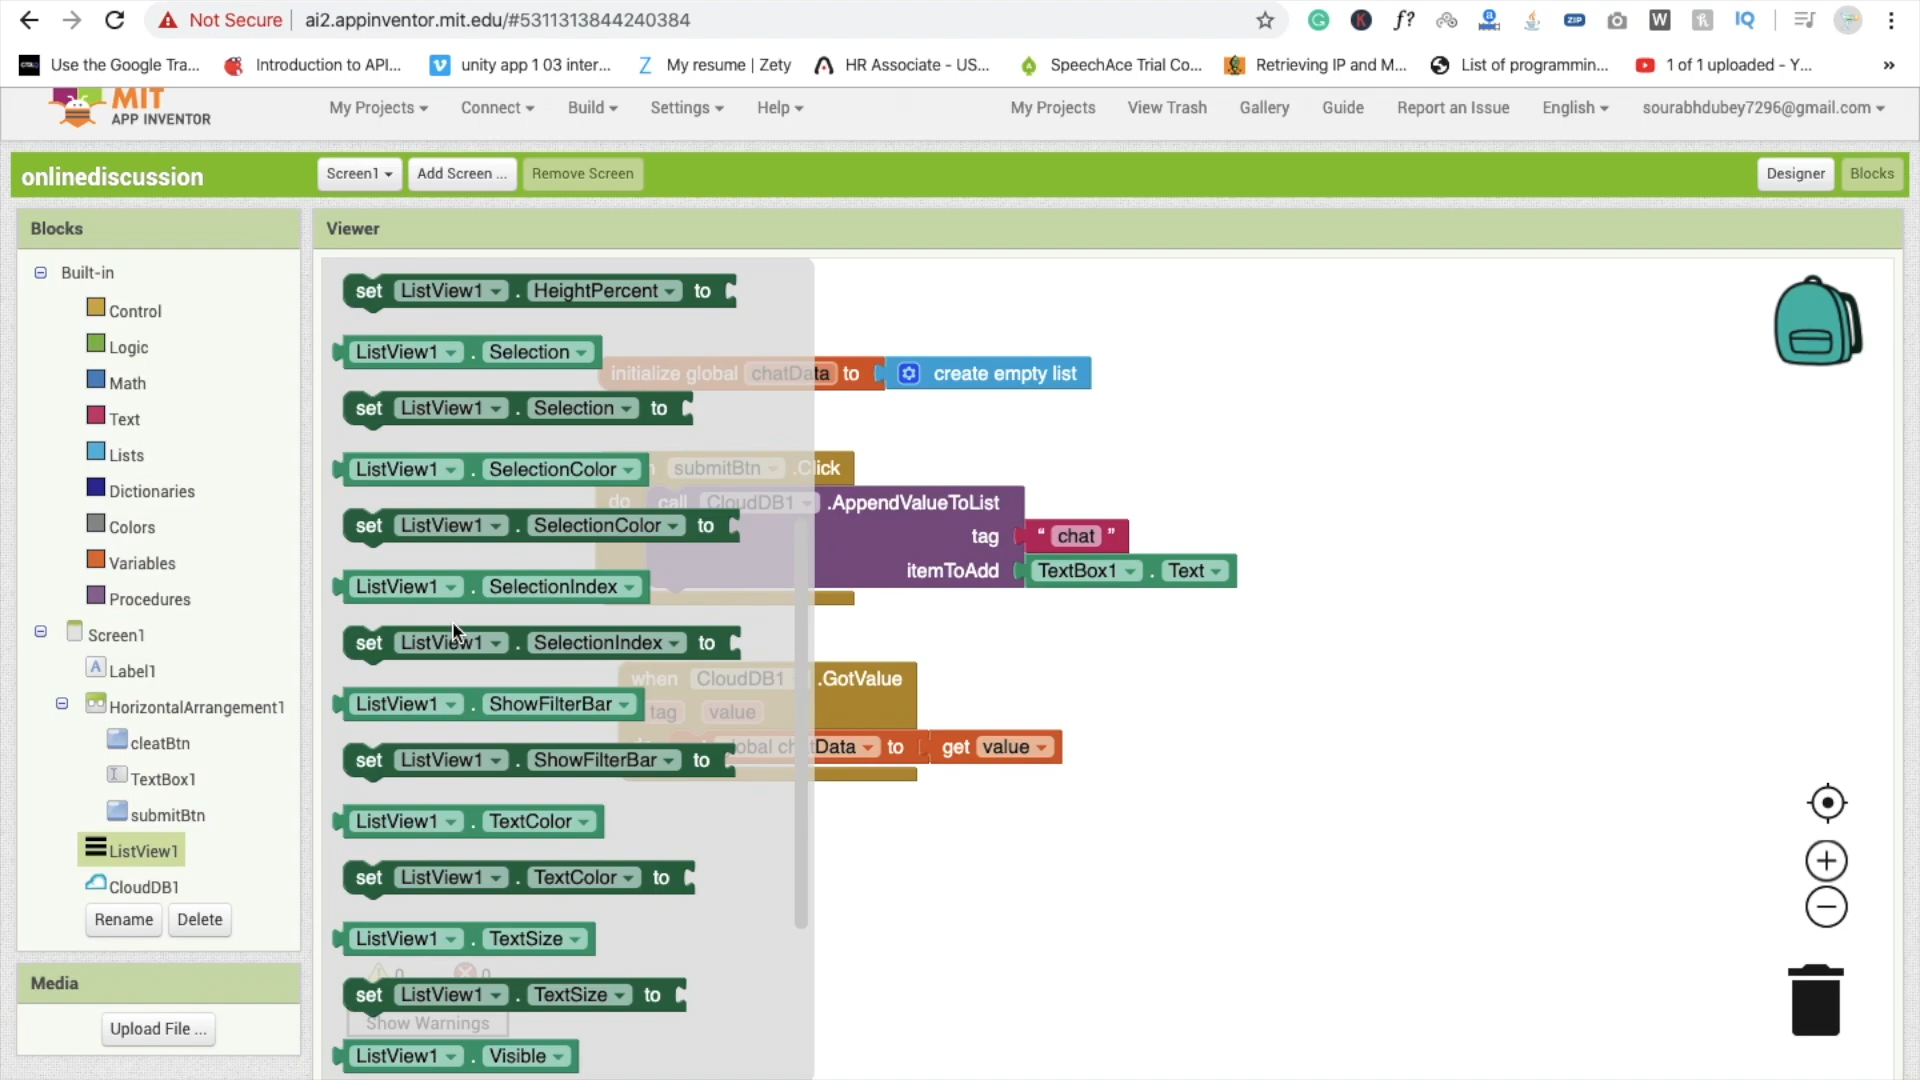 Not Secure | ai2.appinventor.mit.edu/#5311313844240384
Use the Google Tra... Introduction to API... unity app 1 03 inter... My resume | Zety HR Associate - US... SpeechAce Trial Co... Retrieving IP and M... List of programmin... 1 of 1 uploaded - Y... »
MIT
APP INVENTOR
My Projects Connect Build Settings Help My Projects View Trash Gallery Guide Report an Issue English sourabhdubey7296@gmail.com
onlinediscussion Screen1 Add Screen ... Remove Screen Designer Blocks
Blocks
Viewer
Built-in
Control
Logic
Math
Text
Lists
Dictionaries
Colors
Variables
Procedures
Screen1
Label1
HorizontalArrangement1
cleatBtn
TextBox1
submitBtn
ListView1
CloudDB1
Rename Delete
Media
Upload File ...
set ListView1 . HeightPercent to
ListView1 . Selection
set ListView1 . Selection to
ListView1 . SelectionColor
set ListView1 . SelectionColor to
ListView1 . SelectionIndex
set ListView1 . SelectionIndex to
ListView1 . ShowFilterBar
set ListView1 . ShowFilterBar to
ListView1 . TextColor
set ListView1 . TextColor to
ListView1 . TextSize
set ListView1 . TextSize to
ListView1 . Visible
0 0
Show Warnings
initialize global chatData to create empty list
submitBtn .Click
do call CloudDB1 .AppendValueToList
tag " chat "
itemToAdd TextBox1 . Text
when CloudDB1 .GotValue
tag value
Data to get value